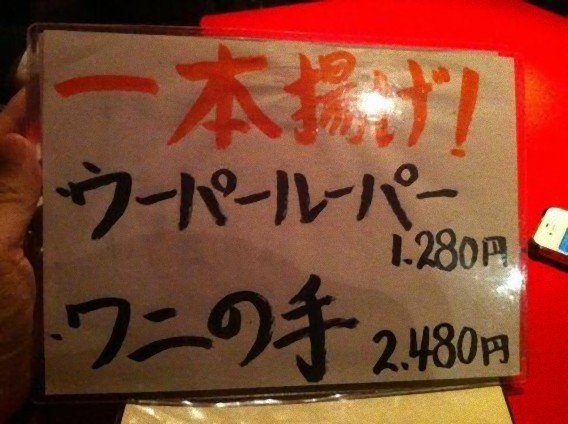 一本揚げ!
・ウーパールーパー
1.280円
・ワニの手 2.480円